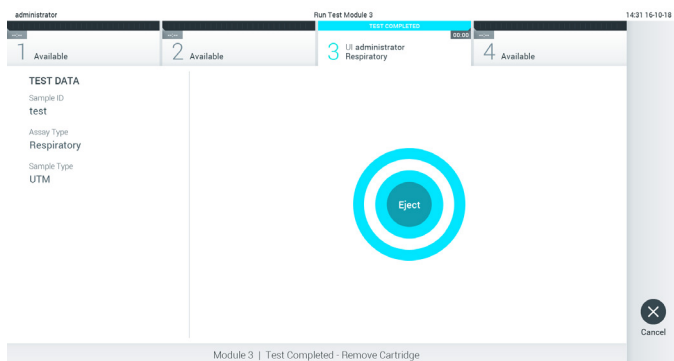 administrator
Run Test Module 3
14:31 16-10-18
TEST COMPLETED
--:--
--:--
00:00
--:--
1 Available
2 Available
3 UI administrator
Respiratory
4 Available
TEST DATA
Sample ID
test
Assay Type
Respiratory
Sample Type
UTM
Eject
Cancel
Module 3 | Test Completed - Remove Cartridge